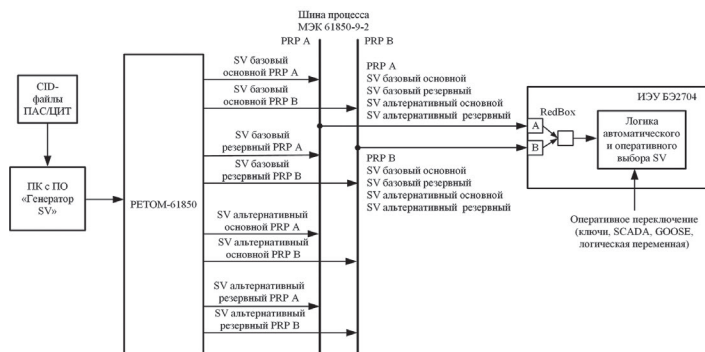 Шина процесса
МЭК 61850-9-2
PRP A
PRP B
CID-
файлы
ПАС/ЦИТ
ПК с ПО
«Генератор
SV»
РЕТОМ-61850
SV базовый
основной PRP A
SV базовый
основной PRP B
SV базовый
резервный PRP A
SV базовый
резервный PRP B
SV альтернативный
основной PRP A
SV альтернативный
основной PRP B
SV альтернативный
резервный PRP A
SV альтернативный
резервный PRP B
PRP A
SV базовый основной
SV базовый резервный
SV альтернативный основной
SV альтернативный резервный
PRP B
SV базовый основной
SV базовый резервный
SV альтернативный основной
SV альтернативный резервный
ИЭУ БЭ2704
RedBox
A
B
Логика
автоматического
и оперативного
выбора SV
Оперативное переключение
(ключи, SCADA, GOOSE,
логическая переменная)